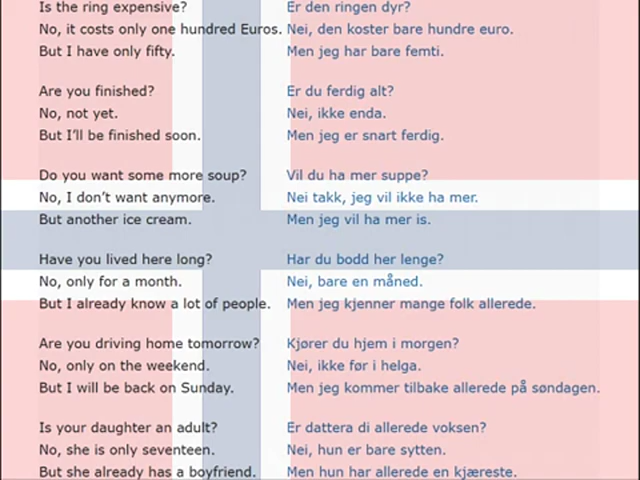 Is the ring expensive? Er den ringen dyr?
No, it costs only one hundred Euros. Nei, den koster bare hundre euro.
But I have only fifty. Men jeg har bare femti.
Are you finished? Er du ferdig alt?
No, not yet. Nei, ikke enda.
But I’ll be finished soon. Men jeg er snart ferdig.
Do you want some more soup? Vil du ha mer suppe?
No, I don’t want anymore. Nei takk, jeg vil ikke ha mer.
But another ice cream. Men jeg vil ha mer is.
Have you lived here long? Har du bodd her lenge?
No, only for a month. Nei, bare en måned.
But I already know a lot of people. Men jeg kjenner mange folk allerede.
Are you driving home tomorrow? Kjører du hjem i morgen?
No, only on the weekend. Nei, ikke før i helga.
But I will be back on Sunday. Men jeg kommer tilbake allerede på søndagen.
Is your daughter an adult? Er dattera di allerede voksen?
No, she is only seventeen. Nei, hun er bare sytten.
But she already has a boyfriend. Men hun har allerede en kjæreste.